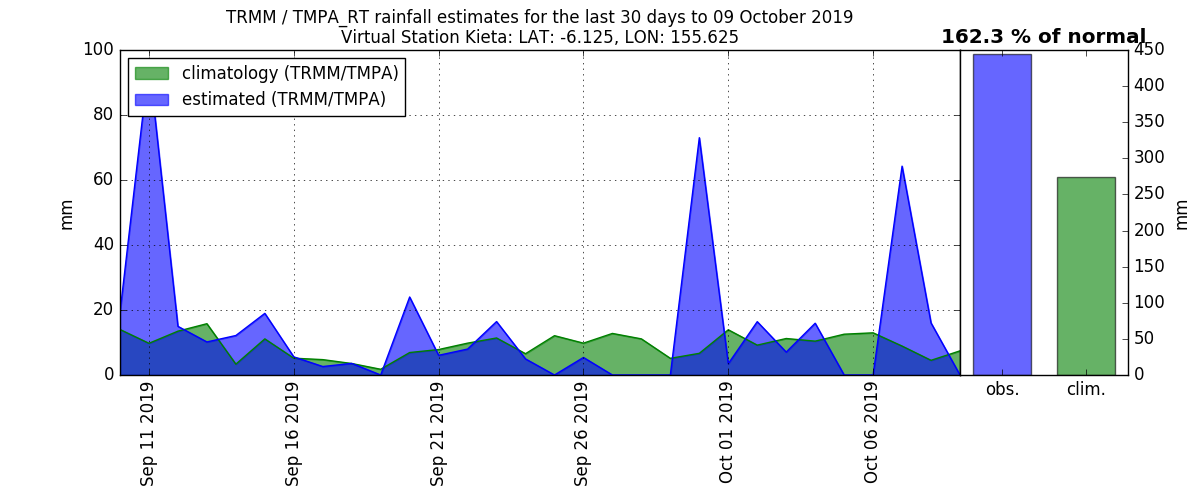 TRMM / TMPA_RT rainfall estimates for the last 30 days to 09 October 2019
Virtual Station Kieta: LAT: -6.125, LON: 155.625
162.3 % of normal
climatology (TRMM/TMPA)
estimated (TRMM/TMPA)
100
80
60
40
20
0
mm
Sep 11 2019
Sep 16 2019
Sep 21 2019
Sep 26 2019
Oct 01 2019
Oct 06 2019
obs.
clim.
450
400
350
300
250
200
150
100
50
0
mm